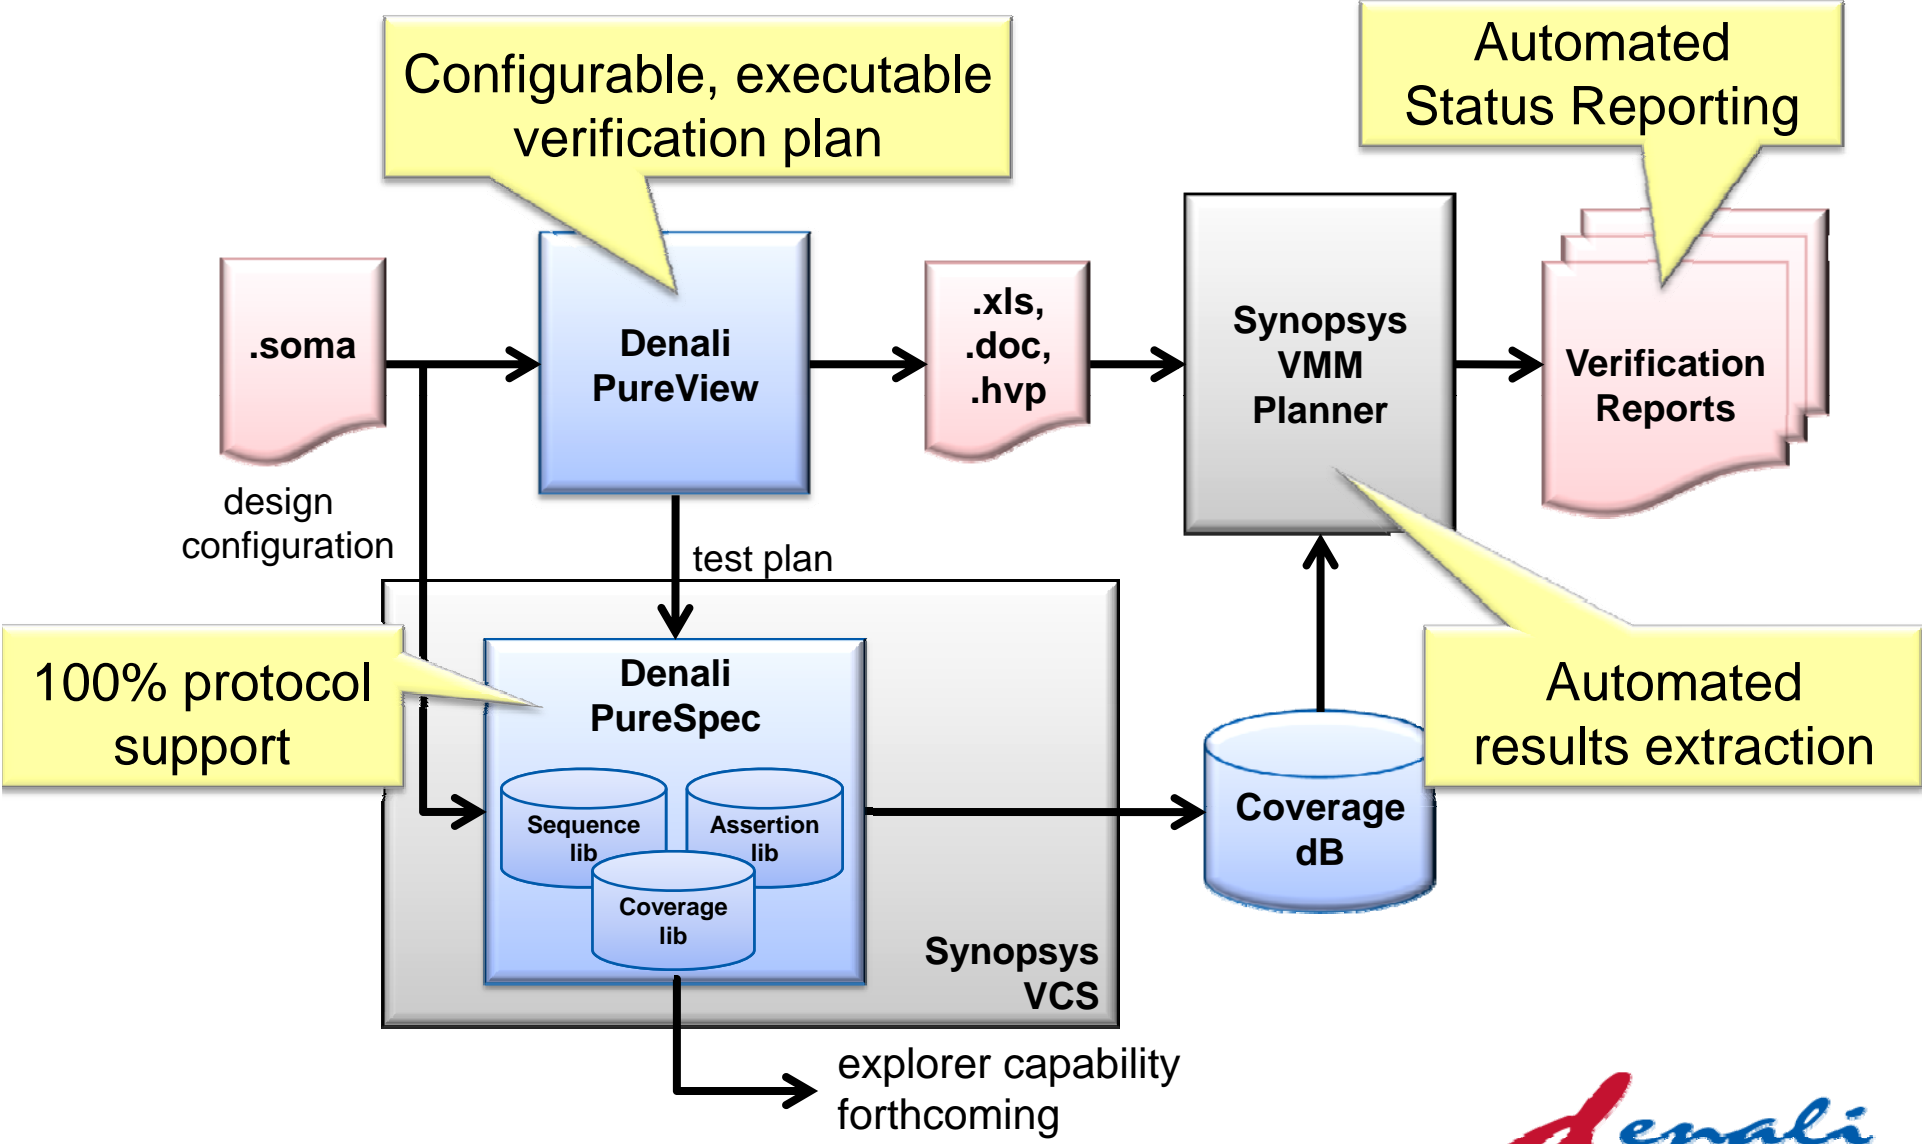 Configurable, executable
verification plan
Automated
Status Reporting
.soma
Denali
PureView
.xls,
.doc,
.hvp
Synopsys
VMM
Planner
Verification
Reports
design
configuration
test plan
100% protocol
support
Denali
PureSpec
Sequence
lib
Assertion
lib
Coverage
lib
Synopsys
VCS
Coverage
dB
Automated
results extraction
explorer capability
forthcoming
denali